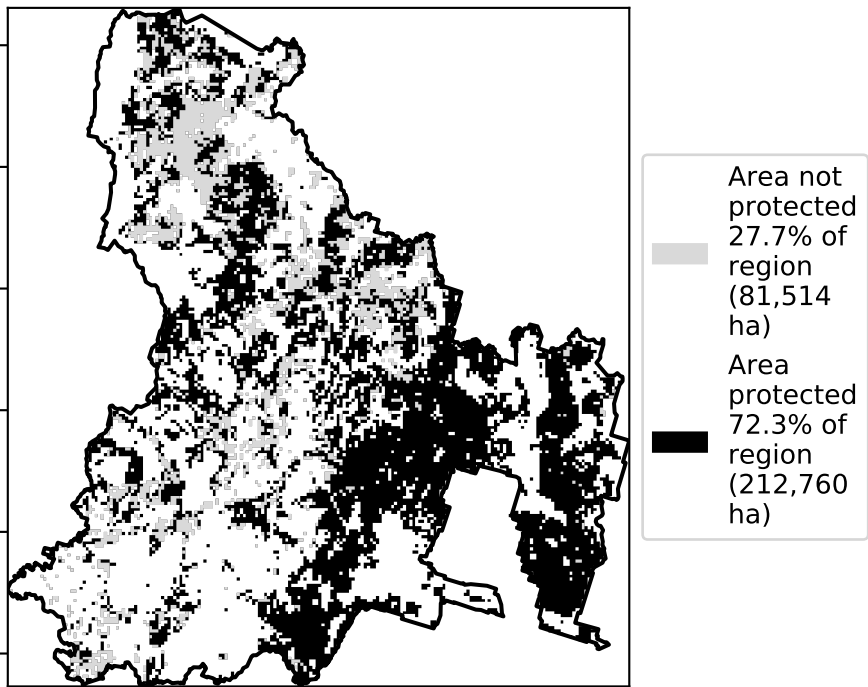 Area not
protected
27.7% of
region
(81,514
ha)
Area
protected
72.3% of
region
(212,760
ha)